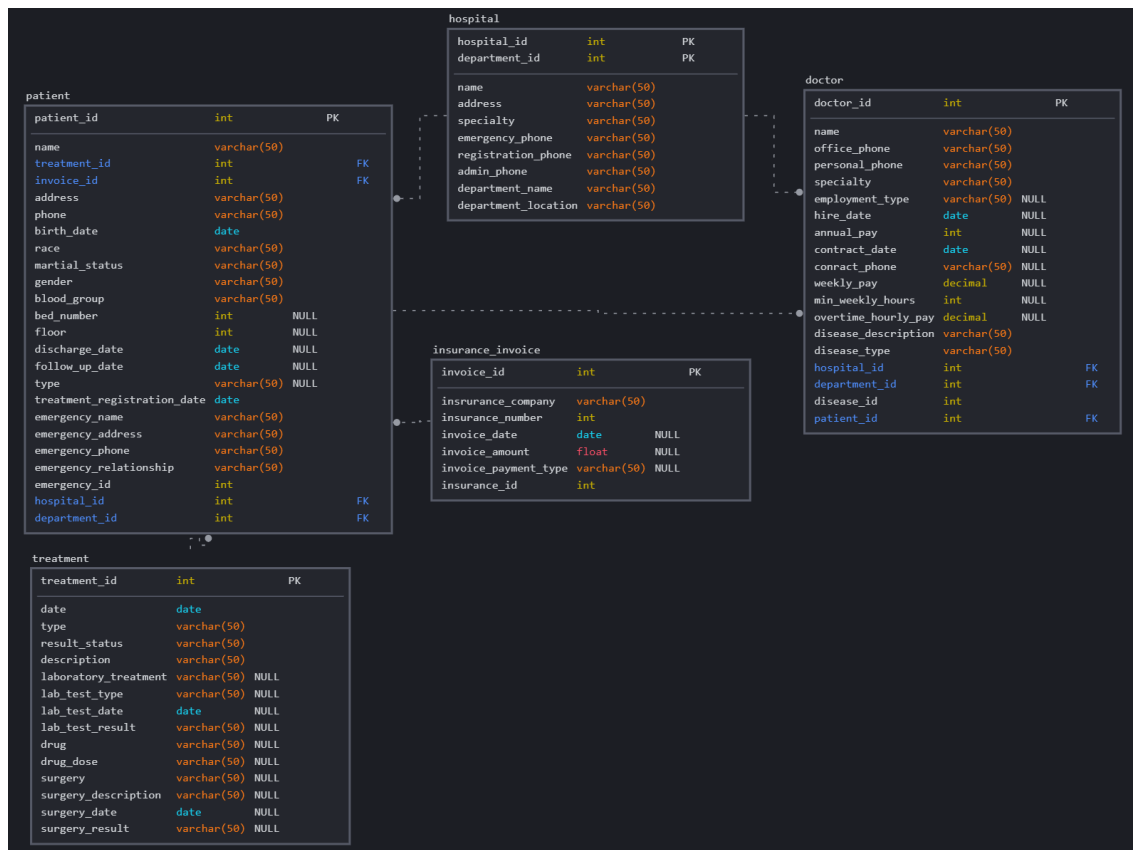 hospital
hospital_id int PK
department_id int PK
name varchar(50)
address varchar(50)
specialty varchar(50)
emergency_phone varchar(50)
registration_phone varchar(50)
admin_phone varchar(50)
department_name varchar(50)
department_location varchar(50)
patient
patient_id int PK
name varchar(50)
treatment_id int FK
invoice_id int FK
address varchar(50)
phone varchar(50)
birth_date date
race varchar(50)
martial_status varchar(50)
gender varchar(50)
blood_group varchar(50)
bed_number int NULL
floor int NULL
discharge_date date NULL
follow_up_date date NULL
type varchar(50) NULL
treatment_registration_date date
emergency_name varchar(50)
emergency_address varchar(50)
emergency_phone varchar(50)
emergency_relationship varchar(50)
emergency_id int
hospital_id int FK
department_id int FK
doctor
doctor_id int PK
name varchar(50)
office_phone varchar(50)
personal_phone varchar(50)
specialty varchar(50)
employment_type varchar(50) NULL
hire_date date NULL
annual_pay int NULL
contract_date date NULL
conract_phone varchar(50) NULL
weekly_pay decimal NULL
min_weekly_hours int NULL
overtime_hourly_pay decimal NULL
disease_description varchar(50)
disease_type varchar(50)
hospital_id int FK
department_id int FK
disease_id int
patient_id int FK
insurance_invoice
invoice_id int PK
insrurance_company varchar(50)
insurance_number int
invoice_date date NULL
invoice_amount float NULL
invoice_payment_type varchar(50) NULL
insurance_id int
treatment
treatment_id int PK
date date
type varchar(50)
result_status varchar(50)
description varchar(50)
laboratory_treatment varchar(50) NULL
lab_test_type varchar(50) NULL
lab_test_date date NULL
lab_test_result varchar(50) NULL
drug varchar(50) NULL
drug_dose varchar(50) NULL
surgery varchar(50) NULL
surgery_description varchar(50) NULL
surgery_date date NULL
surgery_result varchar(50) NULL